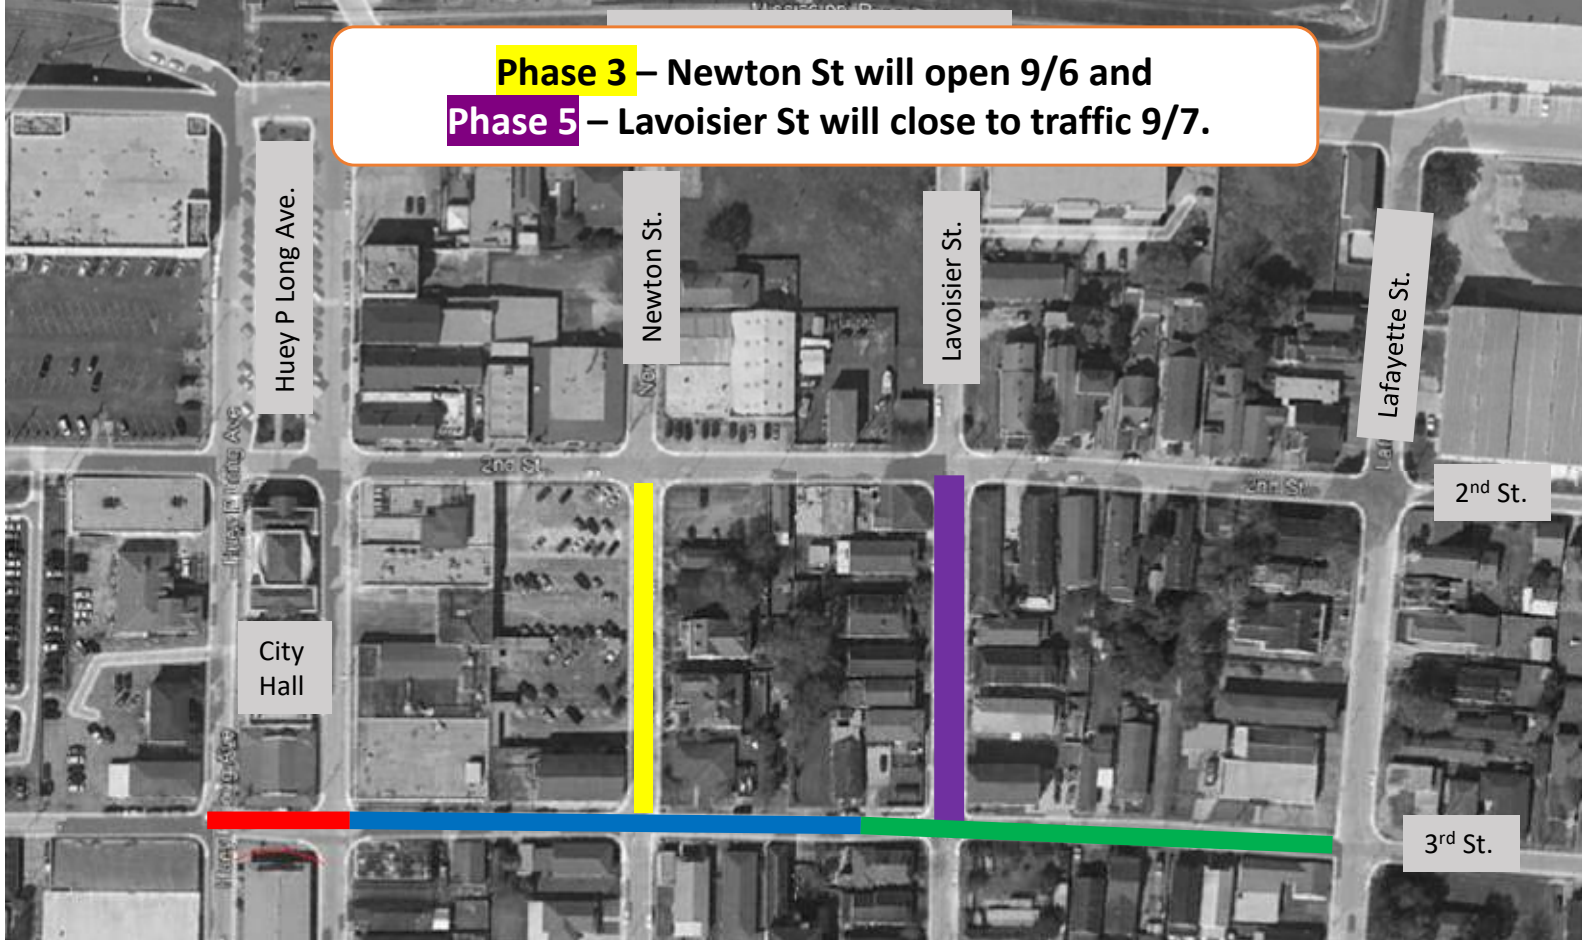 Phase 3 – Newton St will open 9/6 and
Phase 5 – Lavoisier St will close to traffic 9/7.
Huey P Long Ave.
Newton St.
Lavoisier St.
Lafayette St.
2nd St.
2nd St.
2nd St.
City
Hall
3rd St.